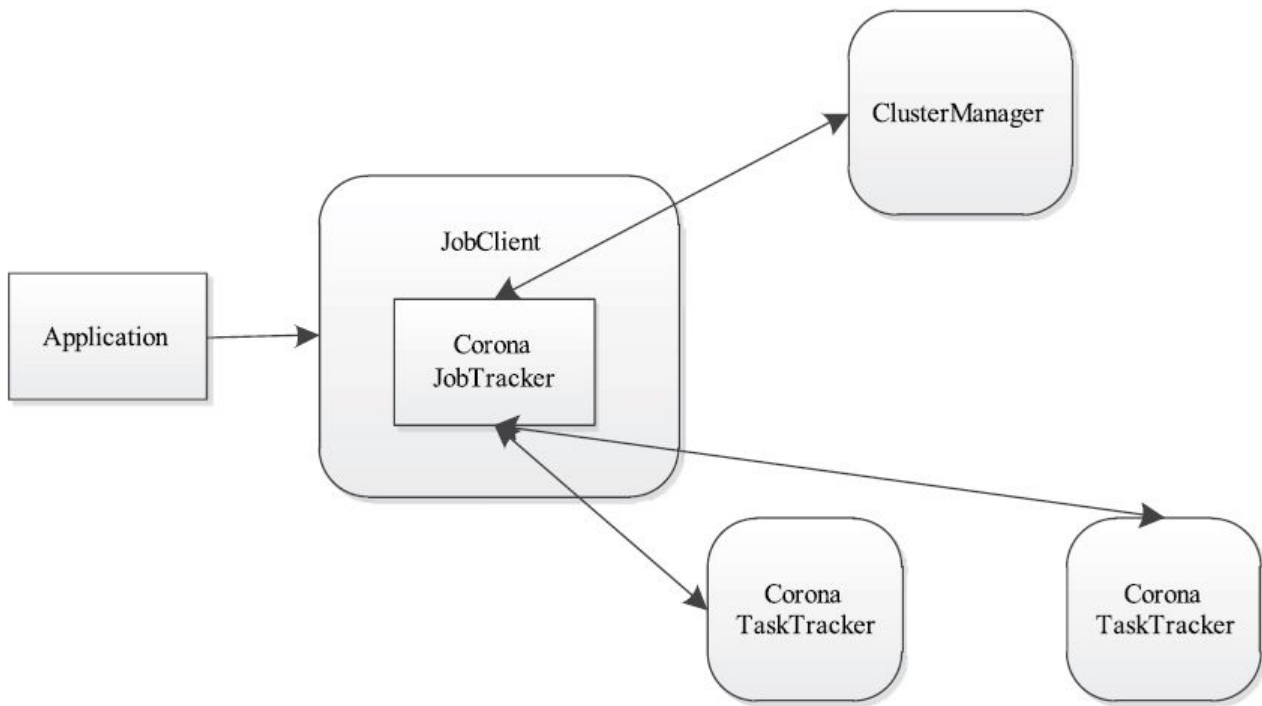 ClusterManager
JobClient
Application
Corona
JobTracker
Corona
TaskTracker
Corona
TaskTracker